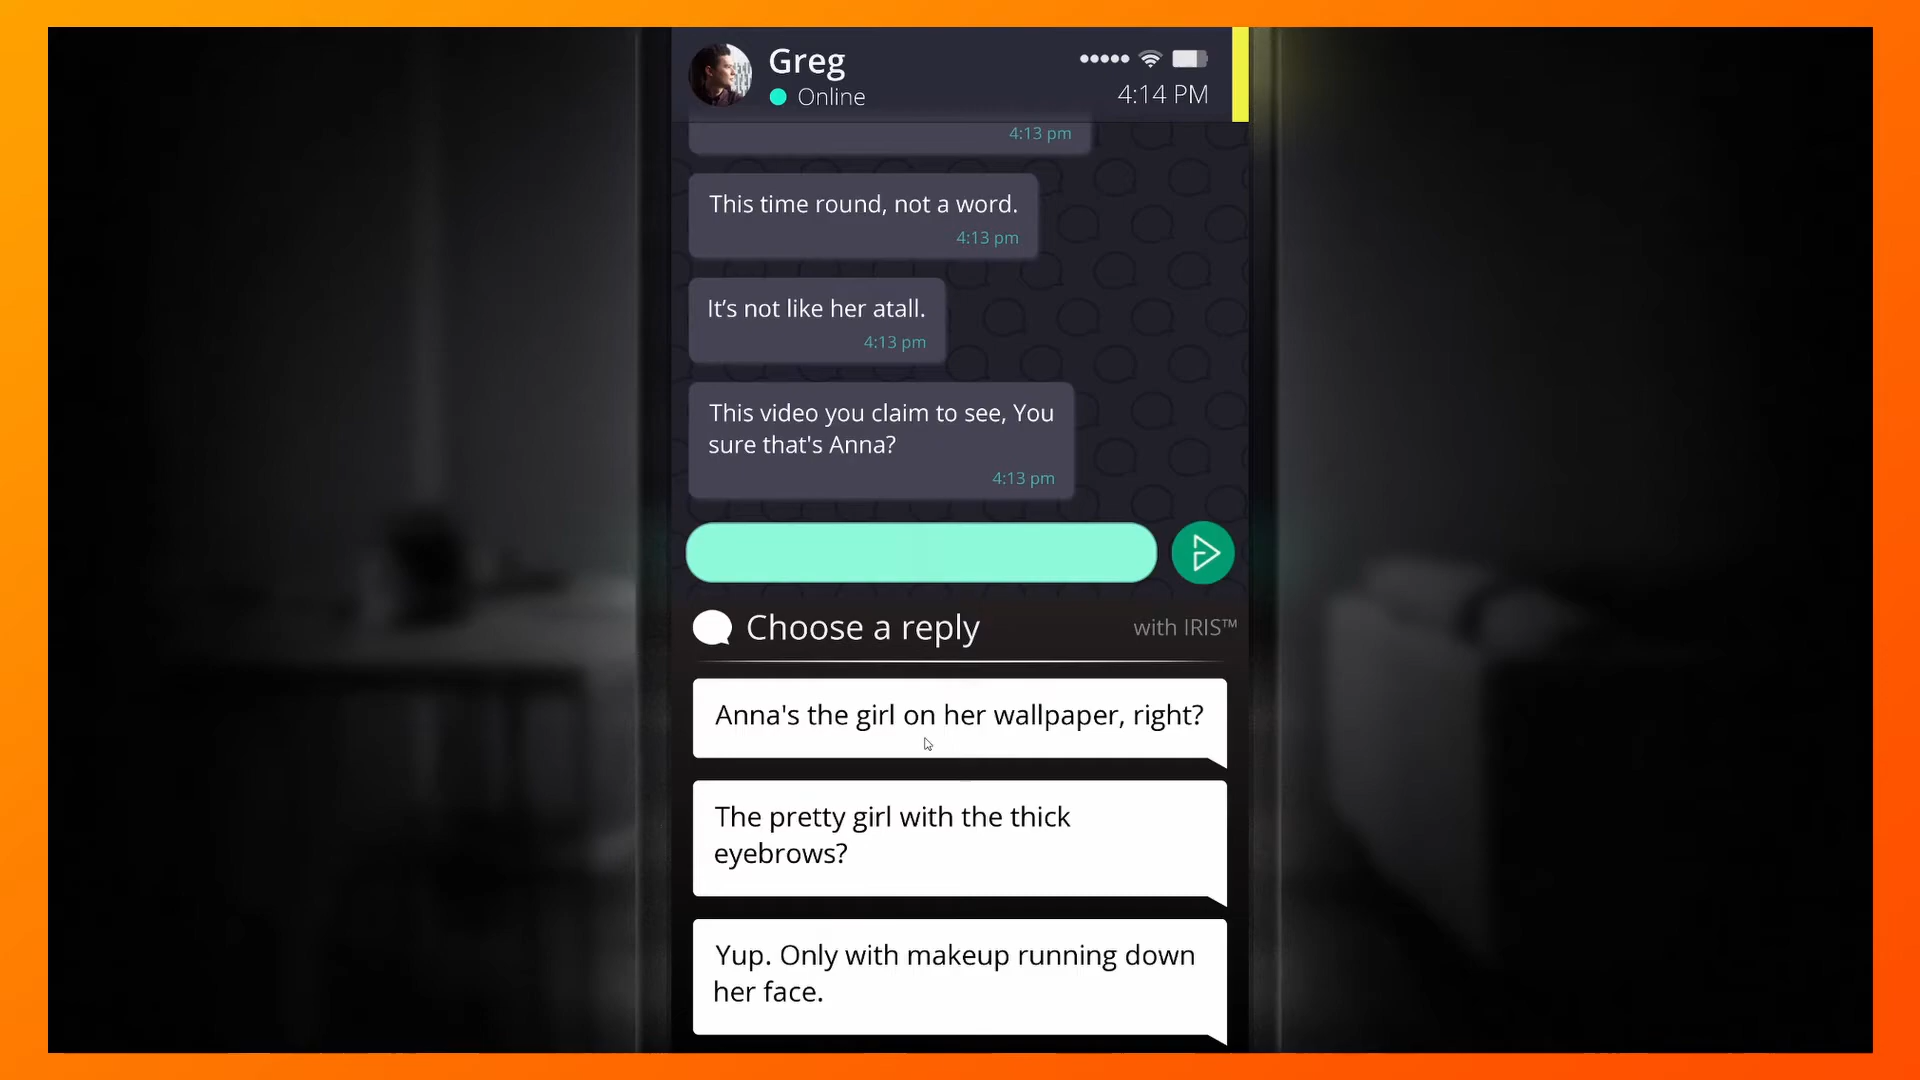 Greg
Online
4:14 PM
4:13 pm
This time round, not a word.
4:13 pm
It’s not like her atall.
4:13 pm
This video you claim to see, You
sure that's Anna?
4:13 pm
Choose a reply
with IRIS™
Anna's the girl on her wallpaper, right?
The pretty girl with the thick
eyebrows?
Yup. Only with makeup running down
her face.